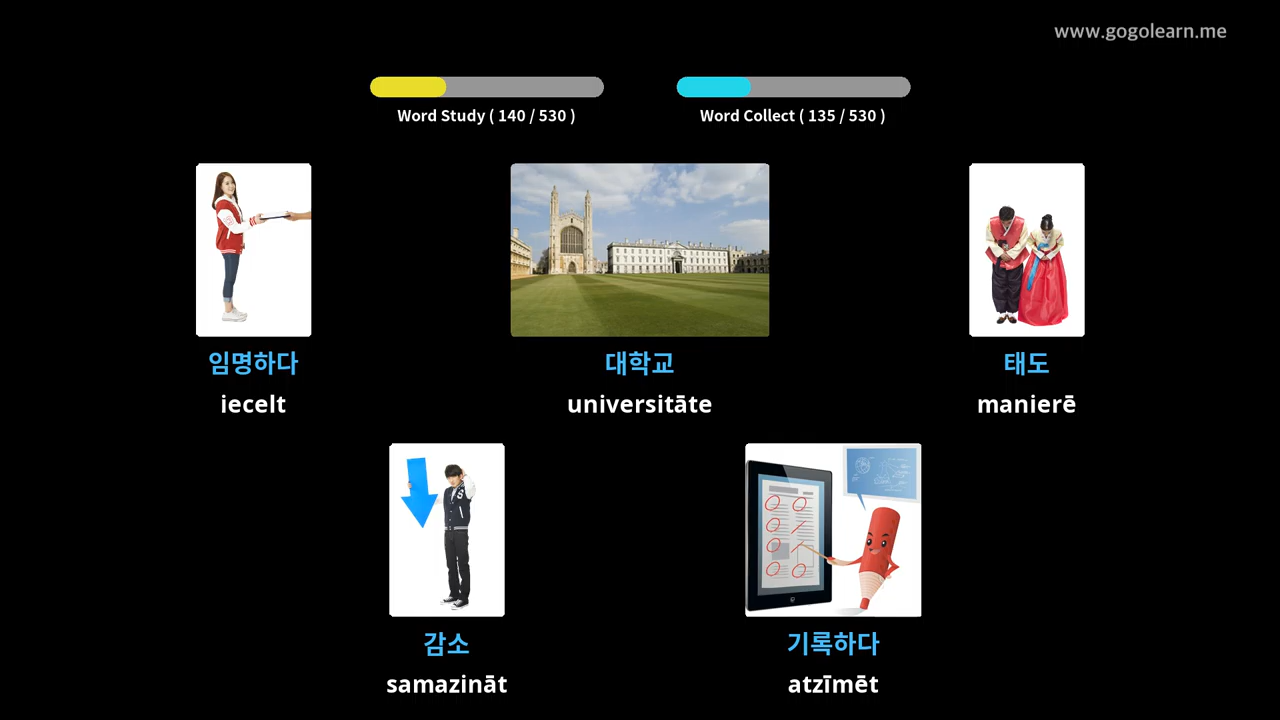 www.gogolearn.me
Word Study ( 140 / 530 )
Word Collect ( 135 / 530 )
임명하다
iecelt
대학교
universitāte
태도
manierē
감소
samazināt
기록하다
atzīmēt